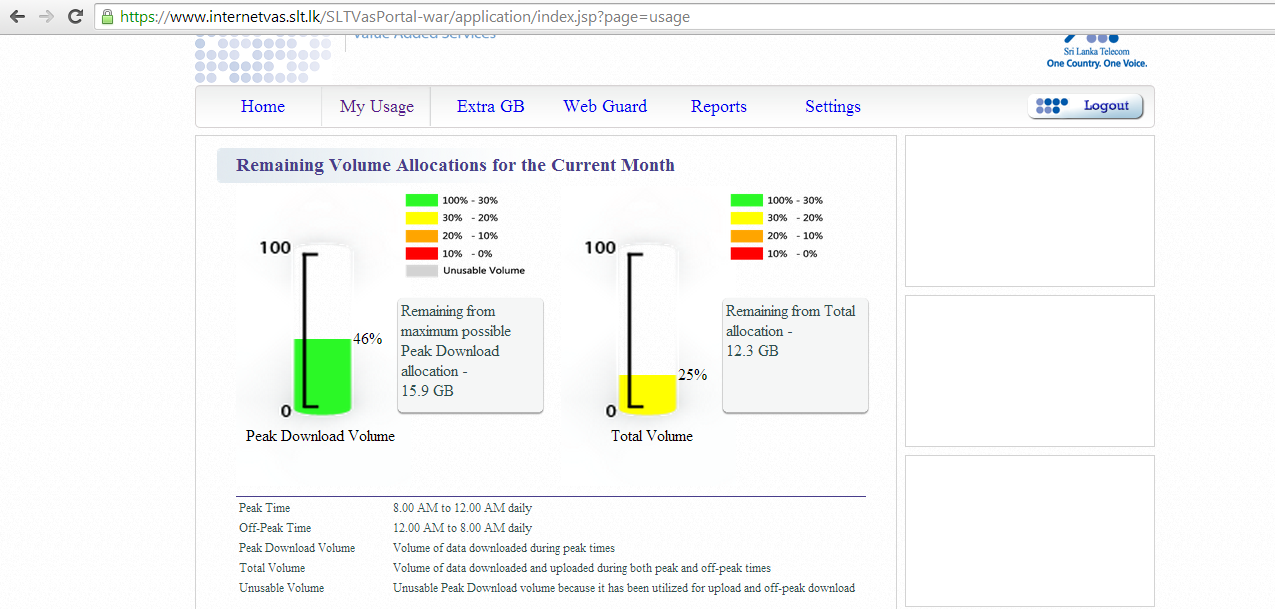 https://www.internetvas.slt.lk/SLTVasPortal-war/application/index.jsp?page=usage
Value Added Services
Sri Lanka Telecom
One Country. One Voice.
Home My Usage Extra GB Web Guard Reports Settings Logout
Remaining Volume Allocations for the Current Month
100% - 30%
30% - 20%
20% - 10%
10% - 0%
Unusable Volume
100
46%
0
Remaining from
maximum possible
Peak Download
allocation -
15.9 GB
Peak Download Volume
100% - 30%
30% - 20%
20% - 10%
10% - 0%
100
25%
0
Remaining from Total
allocation -
12.3 GB
Total Volume
Peak Time 8.00 AM to 12.00 AM daily
Off-Peak Time 12.00 AM to 8.00 AM daily
Peak Download Volume Volume of data downloaded during peak times
Total Volume Volume of data downloaded and uploaded during both peak and off-peak times
Unusable Volume Unusable Peak Download volume because it has been utilized for upload and off-peak download